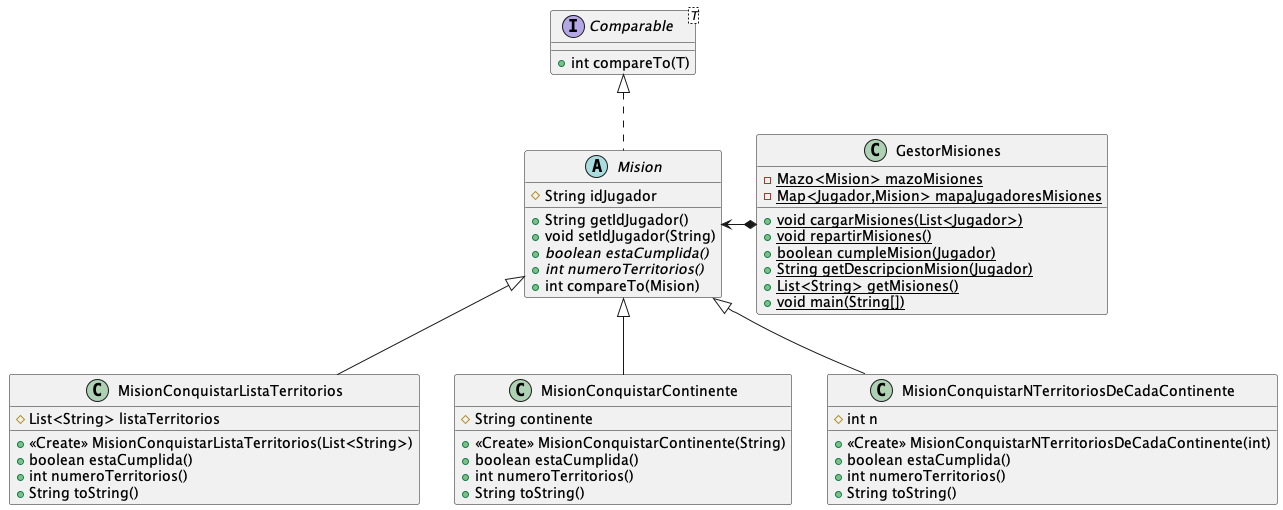 I Comparable
T
int compareTo(T)
A Mision
String idJugador
String getIdJugador()
void setIdJugador(String)
boolean estaCumplida()
int numeroTerritorios()
int compareTo(Mision)
C GestorMisiones
Mazo<Mision> mazoMisiones
Map<Jugador,Mision> mapaJugadoresMisiones
void cargarMisiones(List<Jugador>)
void repartirMisiones()
boolean cumpleMision(Jugador)
String getDescripcionMision(Jugador)
List<String> getMisiones()
void main(String[])
C MisionConquistarListaTerritorios
List<String> listaTerritorios
«Create» MisionConquistarListaTerritorios(List<String>)
boolean estaCumplida()
int numeroTerritorios()
String toString()
C MisionConquistarContinente
String continente
«Create» MisionConquistarContinente(String)
boolean estaCumplida()
int numeroTerritorios()
String toString()
C MisionConquistarNTerritoriosDeCadaContinente
int n
«Create» MisionConquistarNTerritoriosDeCadaContinente(int)
boolean estaCumplida()
int numeroTerritorios()
String toString()